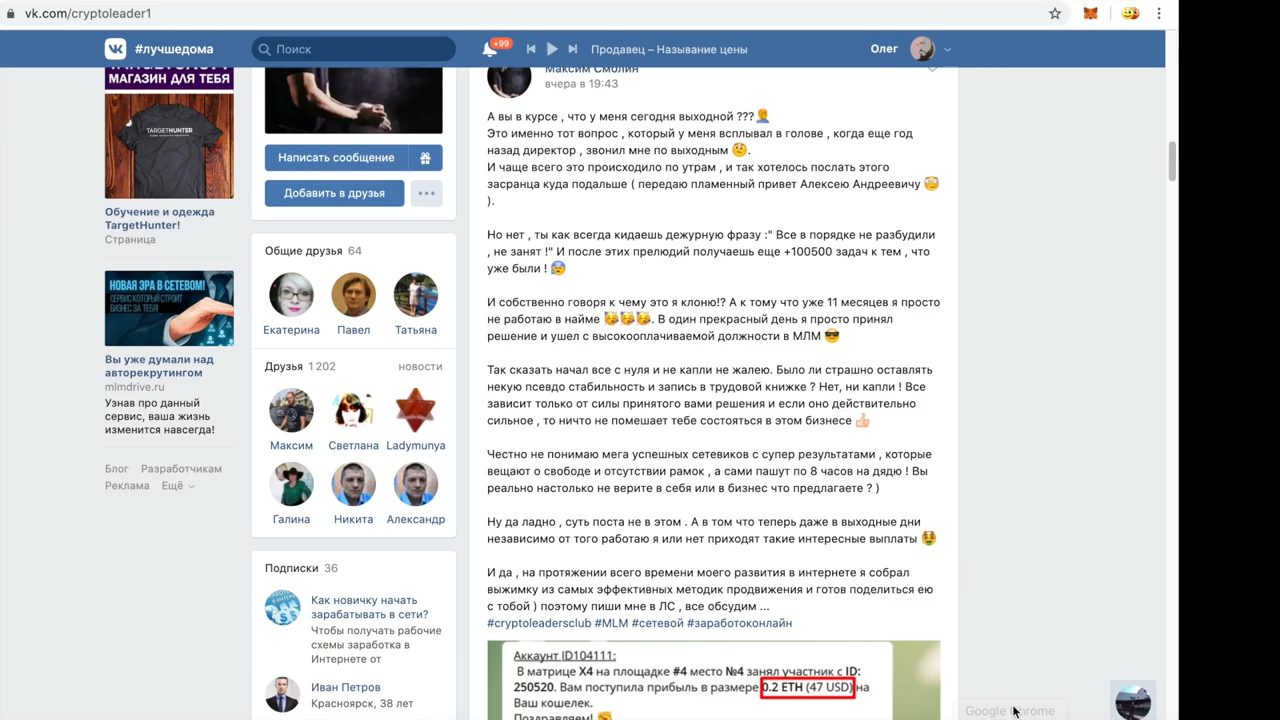 vk.com/cryptoleader1
#лучшедома
Поиск
+99
Продавец – Называние цены
Олег
МАГАЗИН ДЛЯ ТЕБЯ
TARGETHUNTER
Обучение и одежда
TargetHunter!
Страница
НОВАЯ ЭРА В СЕТЕВОМ!
СЕРВИС КОТОРЫЙ СТРОИТ
БИЗНЕС ЗА ТЕБЯ!
Вы уже думали над
авторекрутингом
mlmdrive.ru
Узнав про данный
сервис, ваша жизнь
изменится навсегда!
Блог Разработчикам
Реклама Ещё
Написать сообщение
Добавить в друзья
Общие друзья 64
Екатерина Павел Татьяна
Друзья 1 202 новости
Максим Светлана Ladymunya
Галина Никита Александр
Подписки 36
Как новичку начать
зарабатывать в сети?
Чтобы получать рабочие
схемы заработка в
Интернете от
Иван Петров
Красноярск, 38 лет
Максим Смолин
вчера в 19:43
А вы в курсе , что у меня сегодня выходной ???
Это именно тот вопрос , который у меня всплывал в голове , когда еще год
назад директор , звонил мне по выходным .
И чаще всего это происходило по утрам , и так хотелось послать этого
засранца куда подальше ( передаю пламенный привет Алексею Андреевичу
).
Но нет , ты как всегда кидаешь дежурную фразу :" Все в порядке не разбудили
, не занят !" И после этих прелюдий получаешь еще +100500 задач к тем , что
уже были !
И собственно говоря к чему это я клоню!? А к тому что уже 11 месяцев я просто
не работаю в найме . В один прекрасный день я просто принял
решение и ушел с высокооплачиваемой должности в МЛМ
Так сказать начал все с нуля и не капли не жалею. Было ли страшно оставлять
некую псевдо стабильность и запись в трудовой книжке ? Нет, ни капли ! Все
зависит только от силы принятого вами решения и если оно действительно
сильное , то ничто не помешает тебе состояться в этом бизнесе
Честно не понимаю мега успешных сетевиков с супер результатами , которые
вещают о свободе и отсутствии рамок , а сами пашут по 8 часов на дядю ! Вы
реально настолько не верите в себя или в бизнес что предлагаете ? )
Ну да ладно , суть поста не в этом . А в том что теперь даже в выходные дни
независимо от того работаю я или нет приходят такие интересные выплаты
И да , на протяжении всего времени моего развития в интернете я собрал
выжимку из самых эффективных методик продвижения и готов поделиться ею
с тобой ) поэтому пиши мне в ЛС , все обсудим ...
#cryptoleadersclub #MLM #сетевой #заработоконлайн
Аккаунт ID104111:
В матрице X4 на площадке #4 место №4 занял участник с ID:
250520. Вам поступила прибыль в размере 0.2 ETH (47 USD) на
Ваш кошелек.
Поздравляем!
Google Chrome